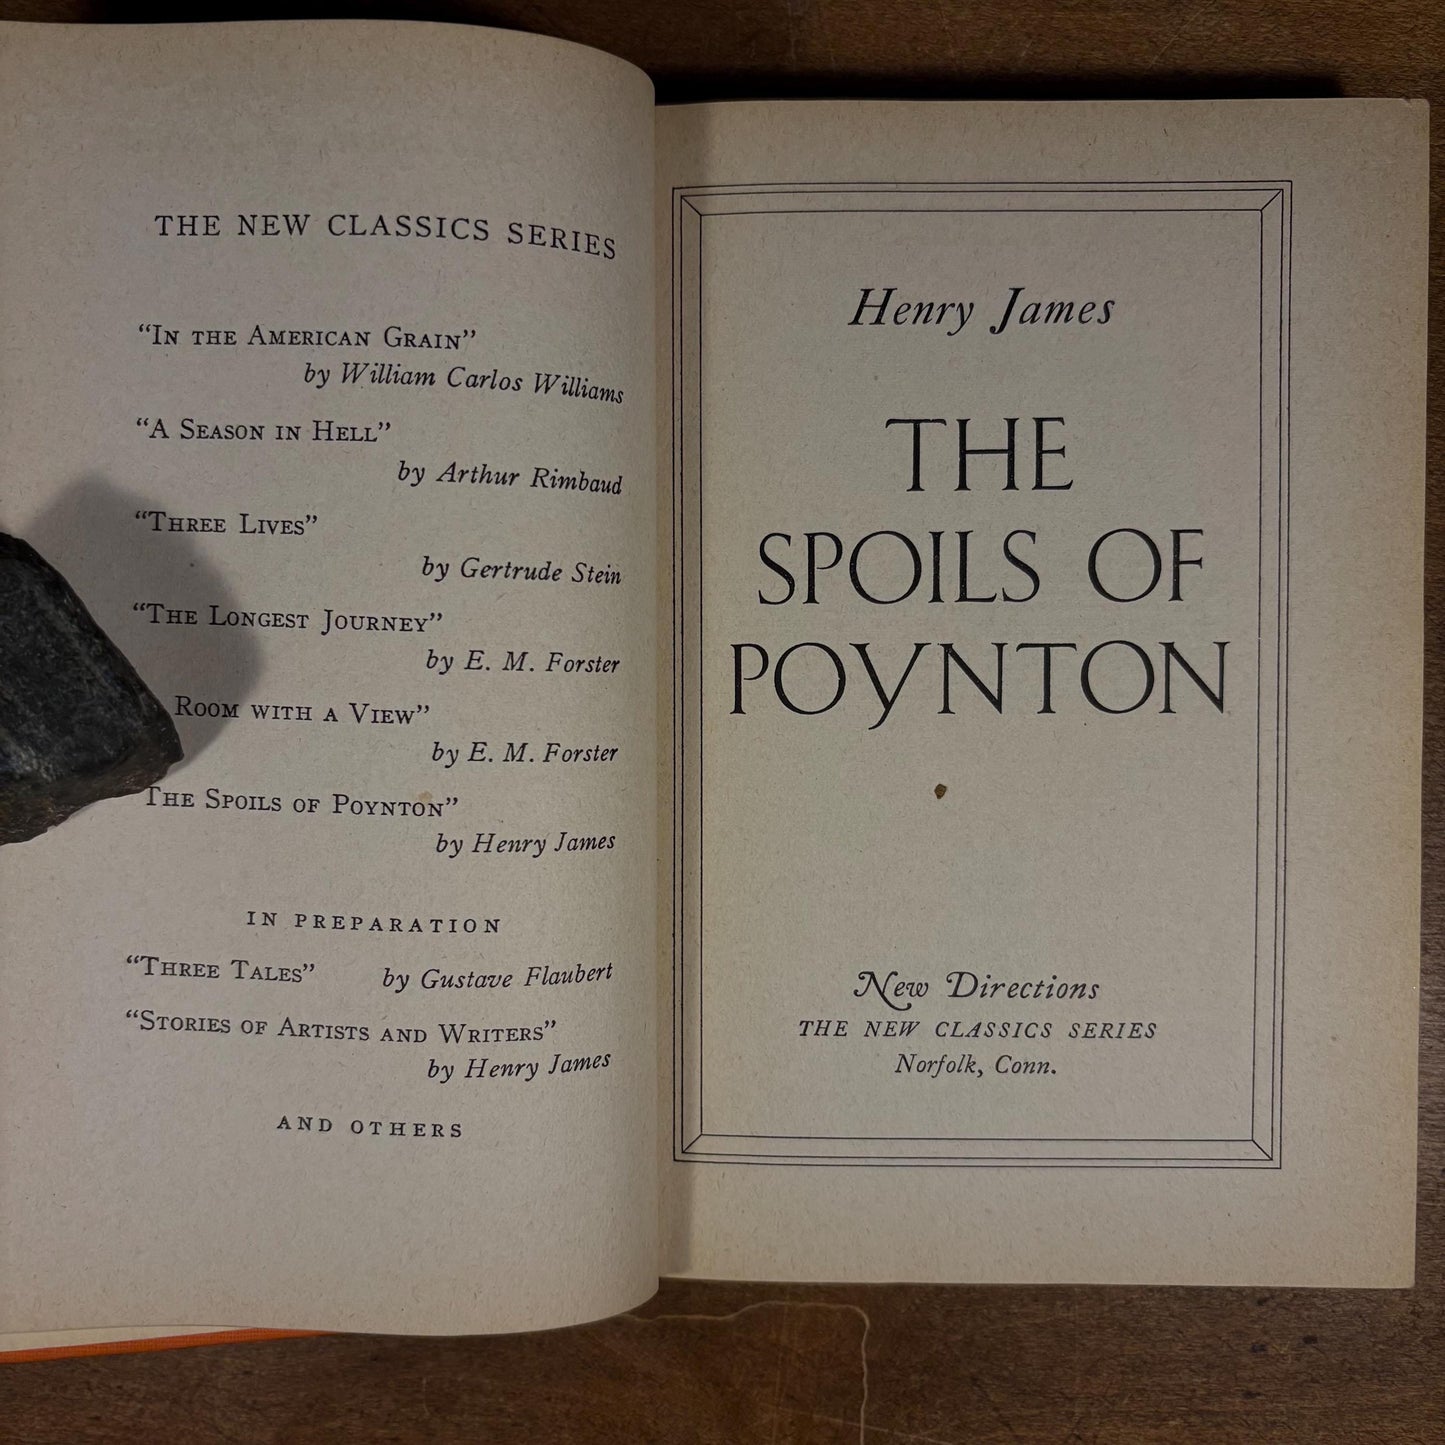 THE NEW CLASSICS SERIES
“IN THE AMERICAN GRAIN”
by William Carlos Williams
“A SEASON IN HELL”
by Arthur Rimbaud
“THREE LIVES”
by Gertrude Stein
“THE LONGEST JOURNEY”
by E. M. Forster
ROOM WITH A VIEW”
by E. M. Forster
THE SPOILS OF POYNTON”
by Henry James
IN PREPARATION
“THREE TALES” by Gustave Flaubert
“STORIES OF ARTISTS AND WRITERS”
by Henry James
AND OTHERS
Henry James
THE
SPOILS OF
POYNTON
New Directions
THE NEW CLASSICS SERIES
Norfolk, Conn.